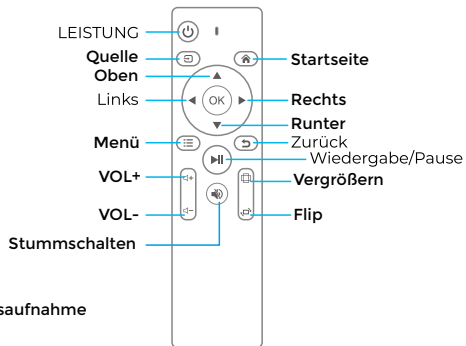 LEISTUNG
Quelle
Startseite
Oben
Links
OK
Rechts
Runter
Menü
Zurück
Wiedergabe/Pause
VOL+
Vergrößern
VOL-
Flip
Stummschalten
saufnahme